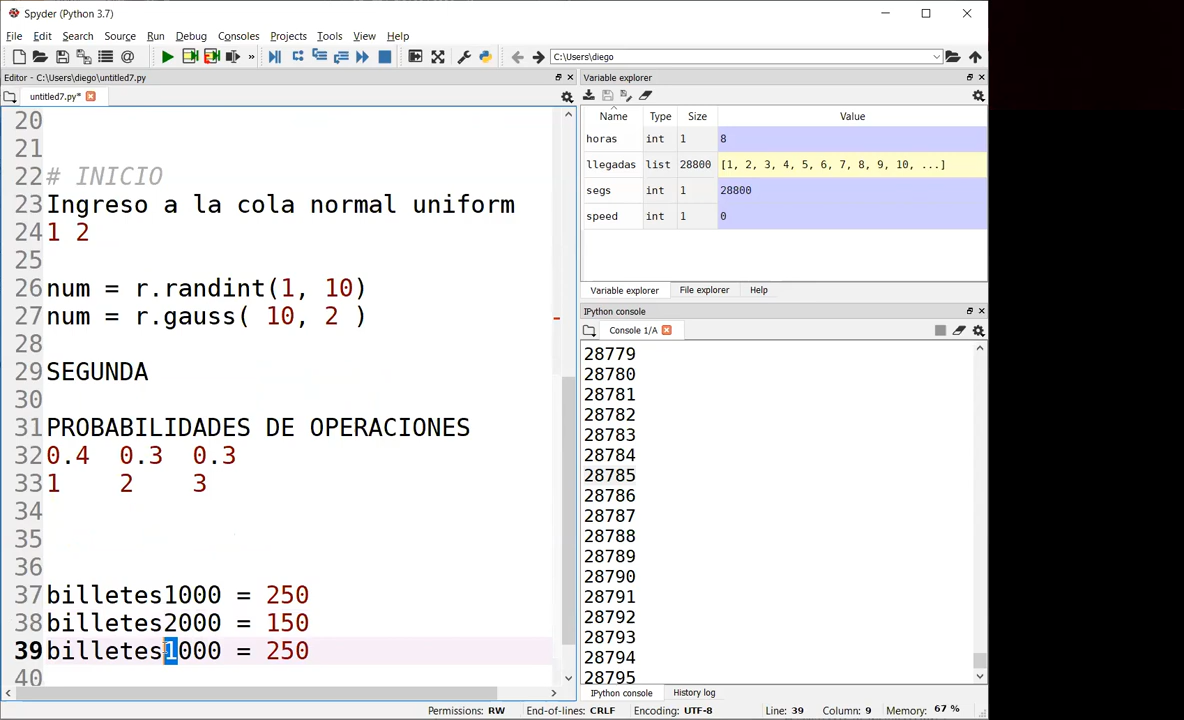 Spyder (Python 3.7)
File Edit Search Source Run Debug Consoles Projects Tools View Help
C:\Users\diego
Editor - C:\Users\diego\untitled7.py
untitled7.py*
20
21
22 # INICIO
23 Ingreso a la cola normal uniform
24 1 2
25
26 num = r.randint(1, 10)
27 num = r.gauss( 10, 2 )
28
29 SEGUNDA
30
31 PROBABILIDADES DE OPERACIONES
32 0.4 0.3 0.3
33 1 2 3
34
35
36
37 billetes1000 = 250
38 billetes2000 = 150
39 billetes1000 = 250
40
Variable explorer
Name Type Size Value
horas int 1 8
llegadas list 28800 [1, 2, 3, 4, 5, 6, 7, 8, 9, 10, ...]
segs int 1 28800
speed int 1 0
Variable explorer File explorer Help
IPython console
Console 1/A
28779
28780
28781
28782
28783
28784
28785
28786
28787
28788
28789
28790
28791
28792
28793
28794
28795
IPython console History log
Permissions: RW End-of-lines: CRLF Encoding: UTF-8 Line: 39 Column: 9 Memory: 67 %